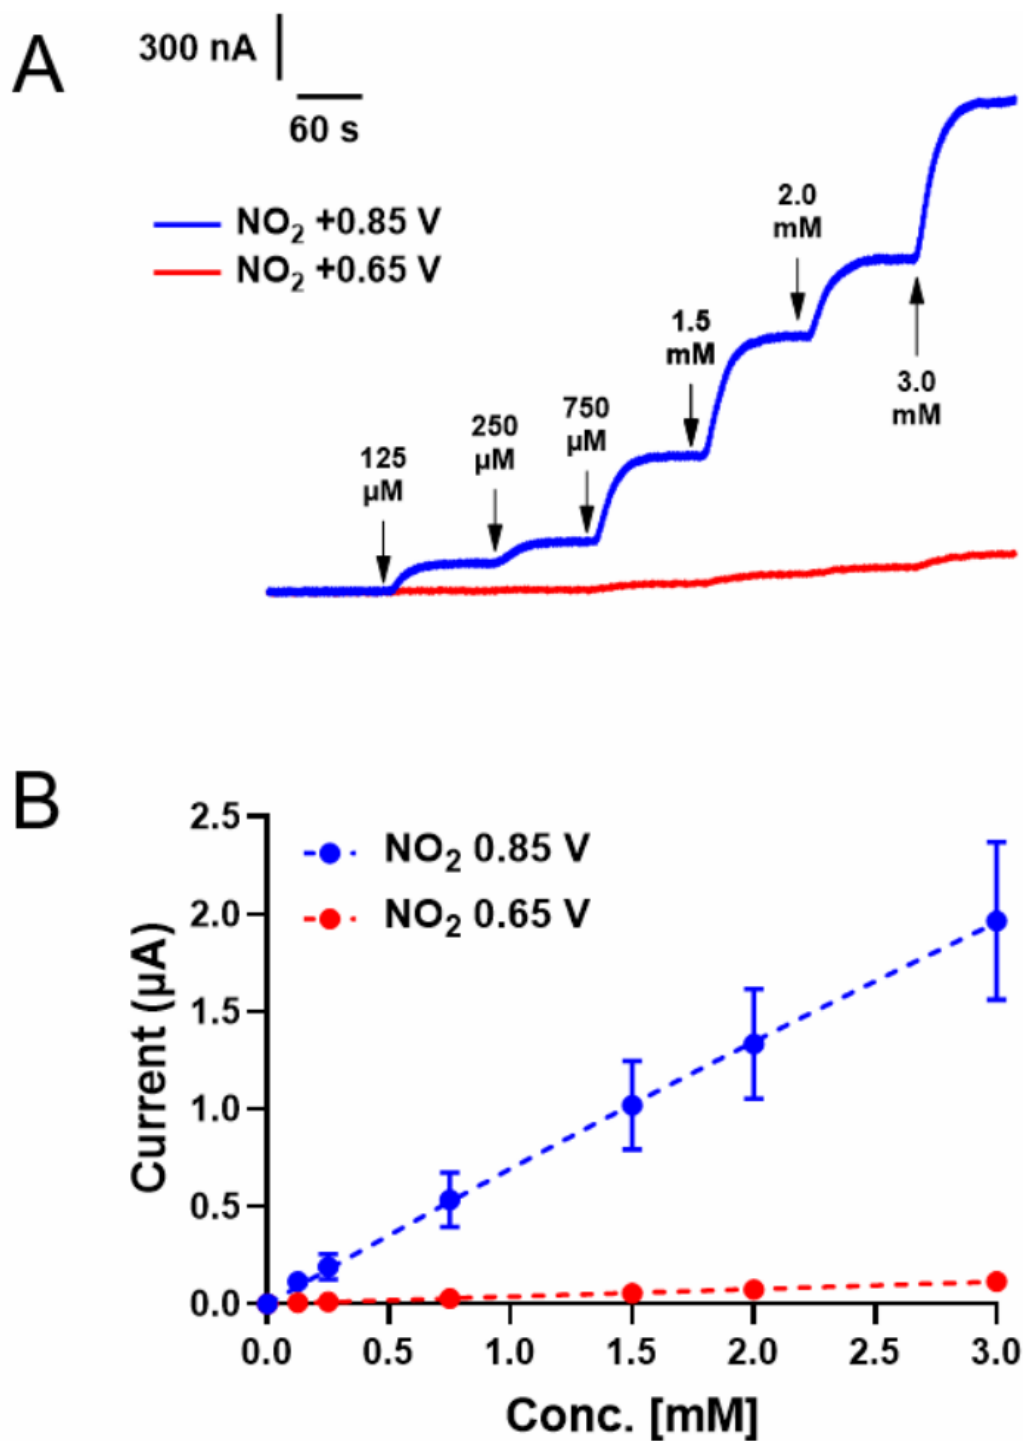 A
300 nA
60 s
NO₂ +0.85 V
NO₂ +0.65 V
125
µM
250
µM
750
µM
1.5
mM
2.0
mM
3.0
mM
B
2.5
2.0
1.5
1.0
0.5
0.0
Current (µA)
NO₂ 0.85 V
NO₂ 0.65 V
0.0 0.5 1.0 1.5 2.0 2.5 3.0
Conc. [mM]